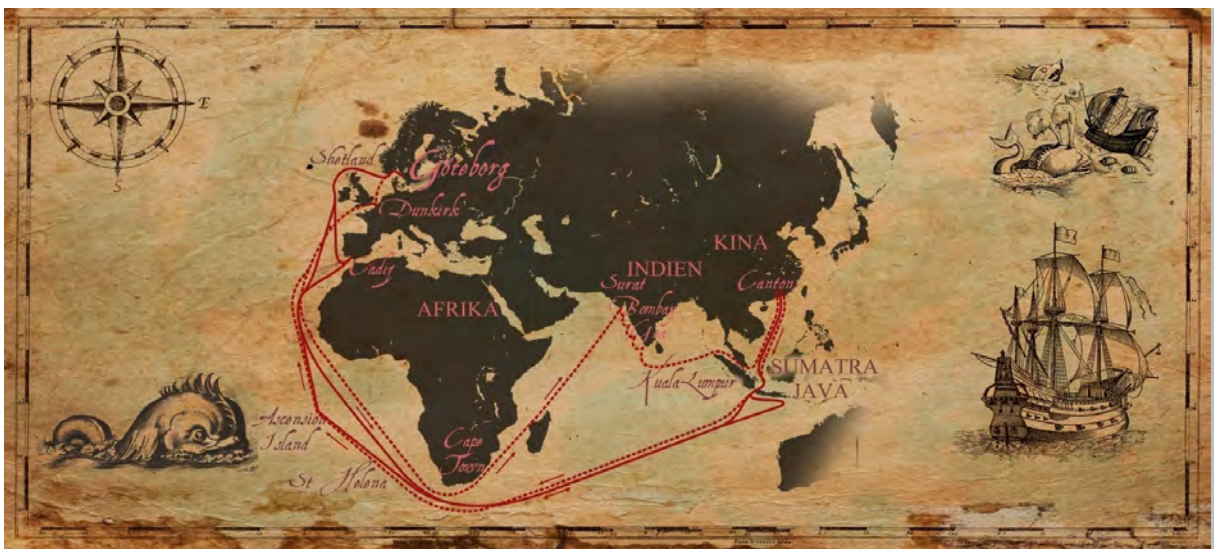 E
S
Shetland
Göteborg
Dunkirk
Cadiz
KINA
INDIEN
Surat
Canton
Bombay
AFRIKA
SUMATRA
JAVA
Kuala Lumpur
Ascension
Island
Cape
Town
St Helena